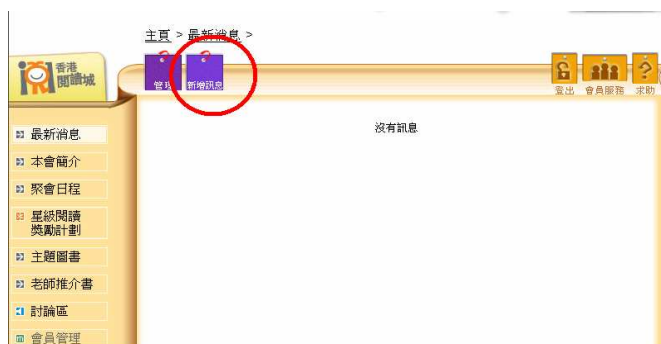 主頁 > 最新消息 >
香港
閱讀城
管理
新增訊息
登出
會員服務
求助
沒有訊息
最新消息
本會簡介
聚會日程
星級閱讀
獎勵計劃
主題圖書
老師推介書
討論區
會員管理